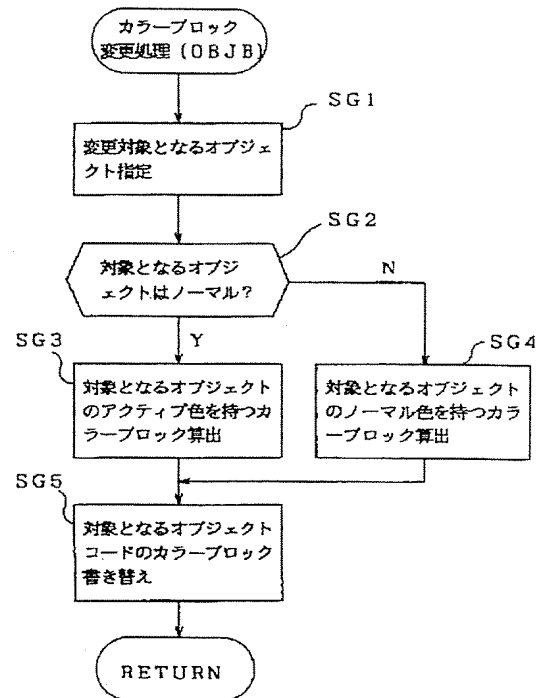 カラーブロック
変更処理（OBJB）
SG1
変更対象となるオブジェ
クト指定
SG2
対象となるオブジ
ェクトはノーマル？
N
Y
SG3
対象となるオブジェクト
のアクティブ色を持つカ
ラーブロック算出
SG4
対象となるオブジェクト
のノーマル色を持つカラ
ーブロック算出
SG5
対象となるオブジェクト
コードのカラーブロック
書き替え
RETURN